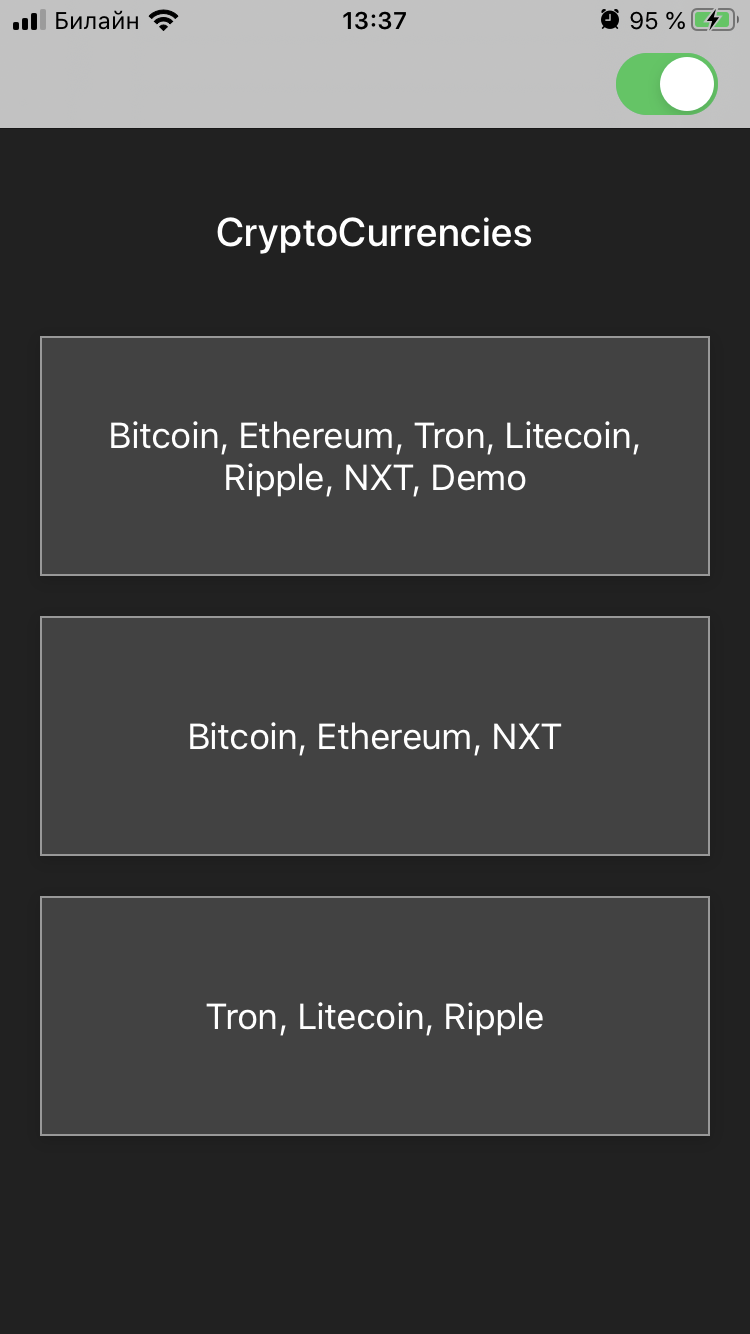 Билайн 13:37 95 %
CryptoCurrencies
Bitcoin, Ethereum, Tron, Litecoin,
Ripple, NXT, Demo
Bitcoin, Ethereum, NXT
Tron, Litecoin, Ripple